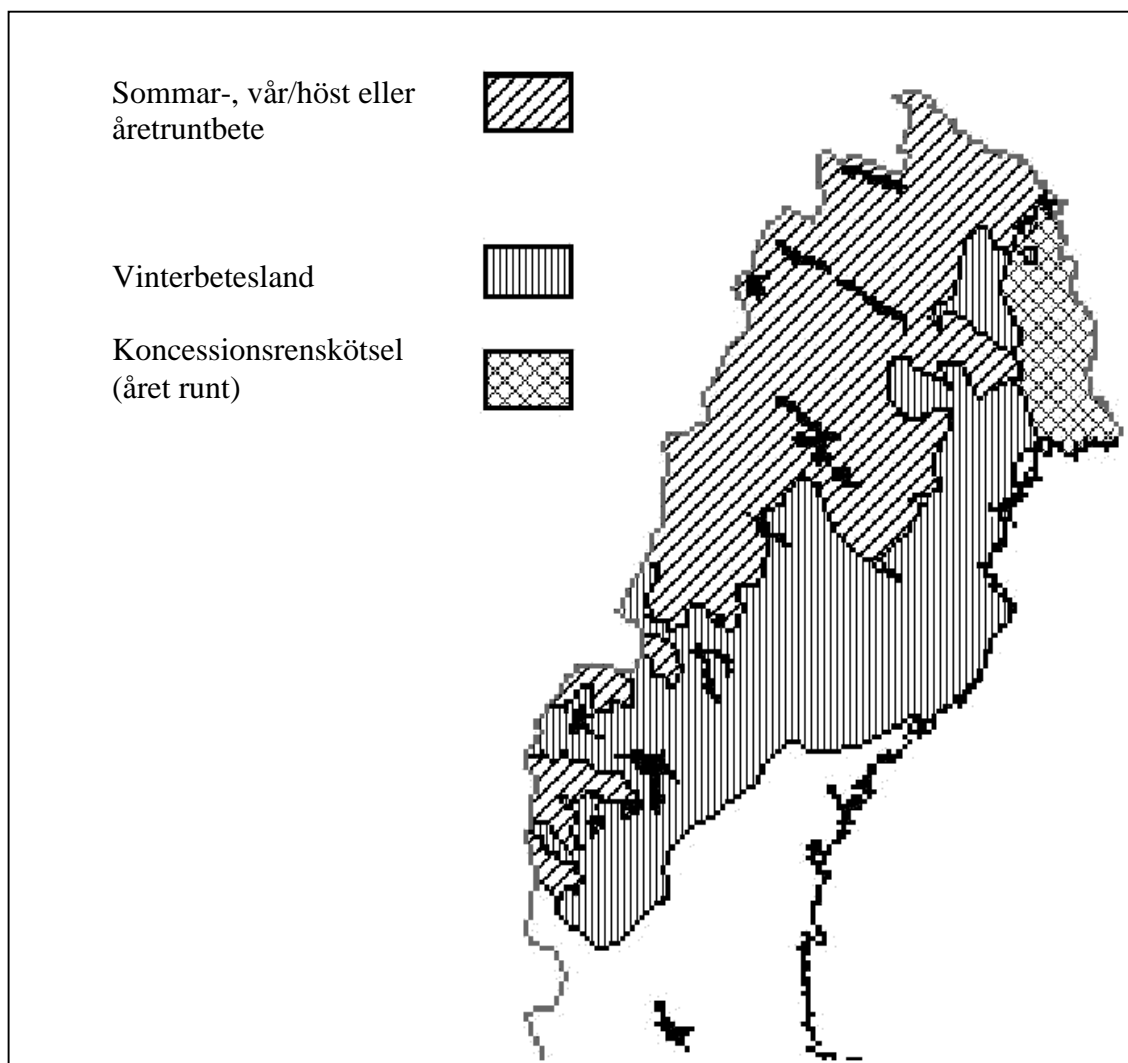 Sommar-, vår/höst eller
åretruntbete
Vinterbetesland
Koncessionsrenskötsel
(året runt)